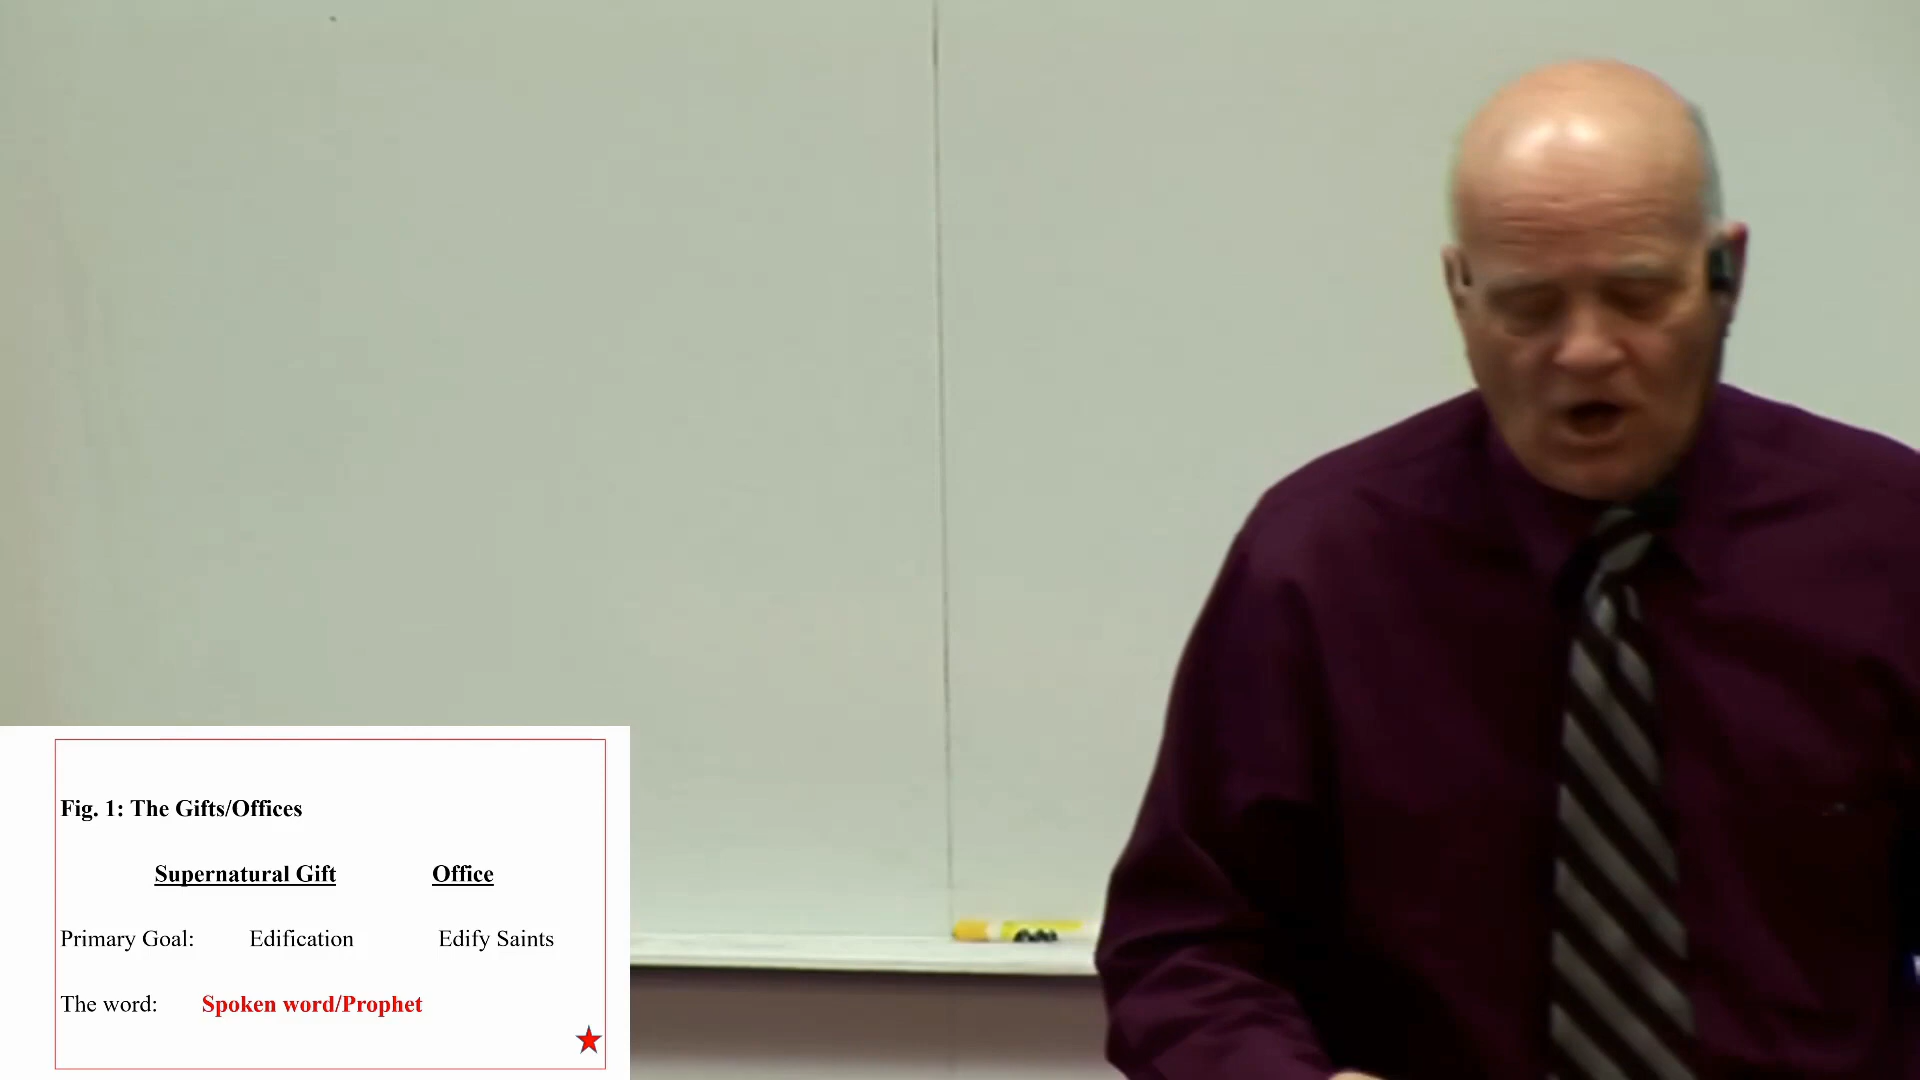 Fig. 1: The Gifts/Offices
Supernatural Gift Office
Primary Goal: Edification Edify Saints
The word: Spoken word/Prophet